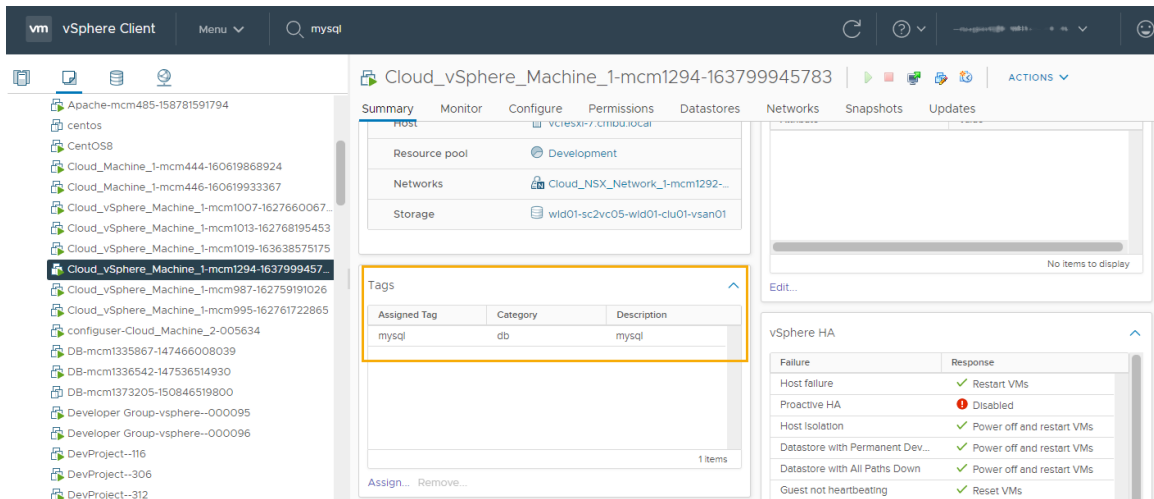 vm vSphere Client Menu mysql
Cloud_vSphere_Machine_1-mcm1294-163799945783 ACTIONS
Summary Monitor Configure Permissions Datastores Networks Snapshots Updates
Apache-mcm485-158781591794
centos
CentOS8
Cloud_Machine_1-mcm444-160619868924
Cloud_Machine_1-mcm446-160619933367
Cloud_vSphere_Machine_1-mcm1007-1627660067...
Cloud_vSphere_Machine_1-mcm1013-162768195453
Cloud_vSphere_Machine_1-mcm1019-163638575175
Cloud_vSphere_Machine_1-mcm1294-1637999457...
Cloud_vSphere_Machine_1-mcm987-162759191026
Cloud_vSphere_Machine_1-mcm995-162761722865
configuser-Cloud_Machine_2-005634
DB-mcm1335867-147466008039
DB-mcm1336542-147536514930
DB-mcm1373205-150846519800
Developer Group-vsphere--000095
Developer Group-vsphere--000096
DevProject--116
DevProject--306
DevProject--312
Host vcfesxi-7.cmbu.local
Resource pool Development
Networks Cloud_NSX_Network_1-mcm1292-...
Storage wld01-sc2vc05-wld01-clu01-vsan01
Tags
Assigned Tag Category Description
mysql db mysql
1 items
Assign... Remove...
No items to display
Edit...
vSphere HA
Failure Response
Host failure Restart VMs
Proactive HA Disabled
Host Isolation Power off and restart VMs
Datastore with Permanent Dev... Power off and restart VMs
Datastore with All Paths Down Power off and restart VMs
Guest not heartbeating Reset VMs